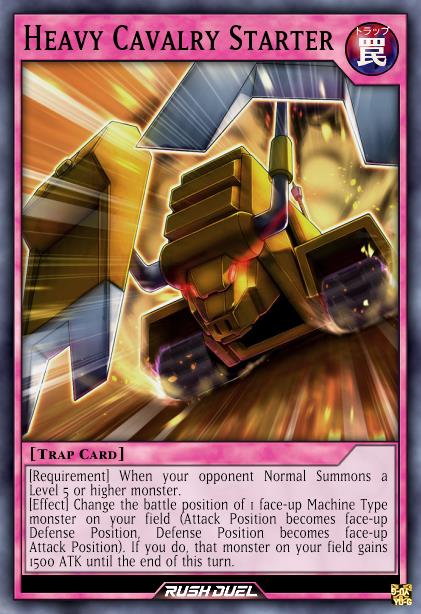 Heavy Cavalry Starter
トラップ
罠
[Trap Card]
[Requirement] When your opponent Normal Summons a
Level 5 or higher monster.
[Effect] Change the battle position of 1 face-up Machine Type
monster on your field (Attack Position becomes face-up
Defense Position, Defense Position becomes face-up
Attack Position). If you do, that monster on your field gains
1500 ATK until the end of this turn.
RUSH DUEL